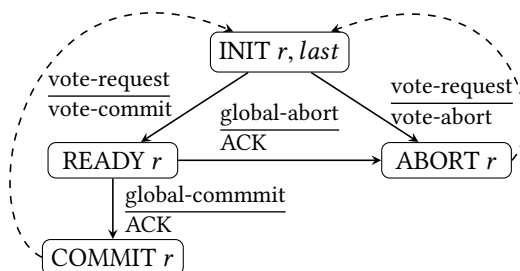 INIT r, last
vote-request
vote-commit
vote-request
vote-abort
global-abort
ACK
READY r
ABORT r
global-commmit
ACK
COMMIT r